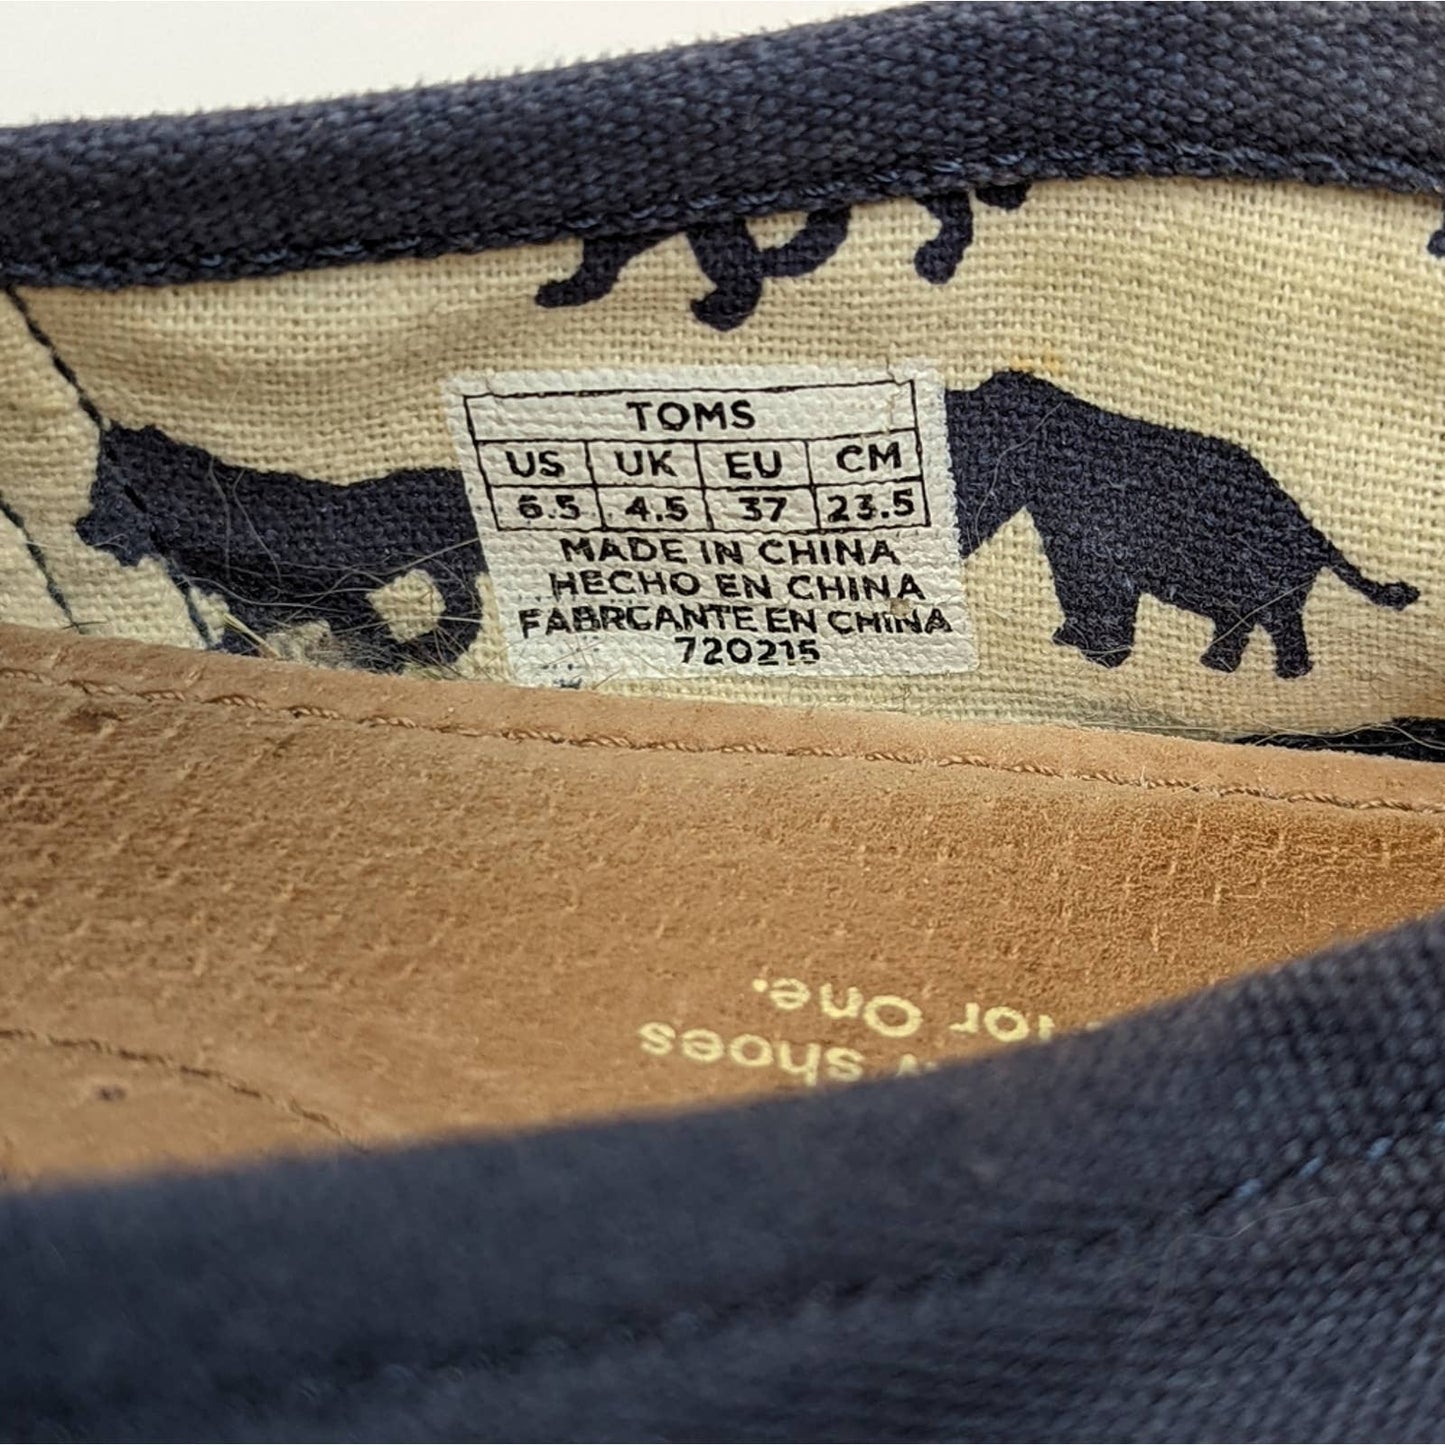 TOMS
US UK EU CM
6.5 4.5 37 23.5
MADE IN CHINA
HECHO EN CHINA
FABRCANTE EN CHINA
720215
shoes
for One.